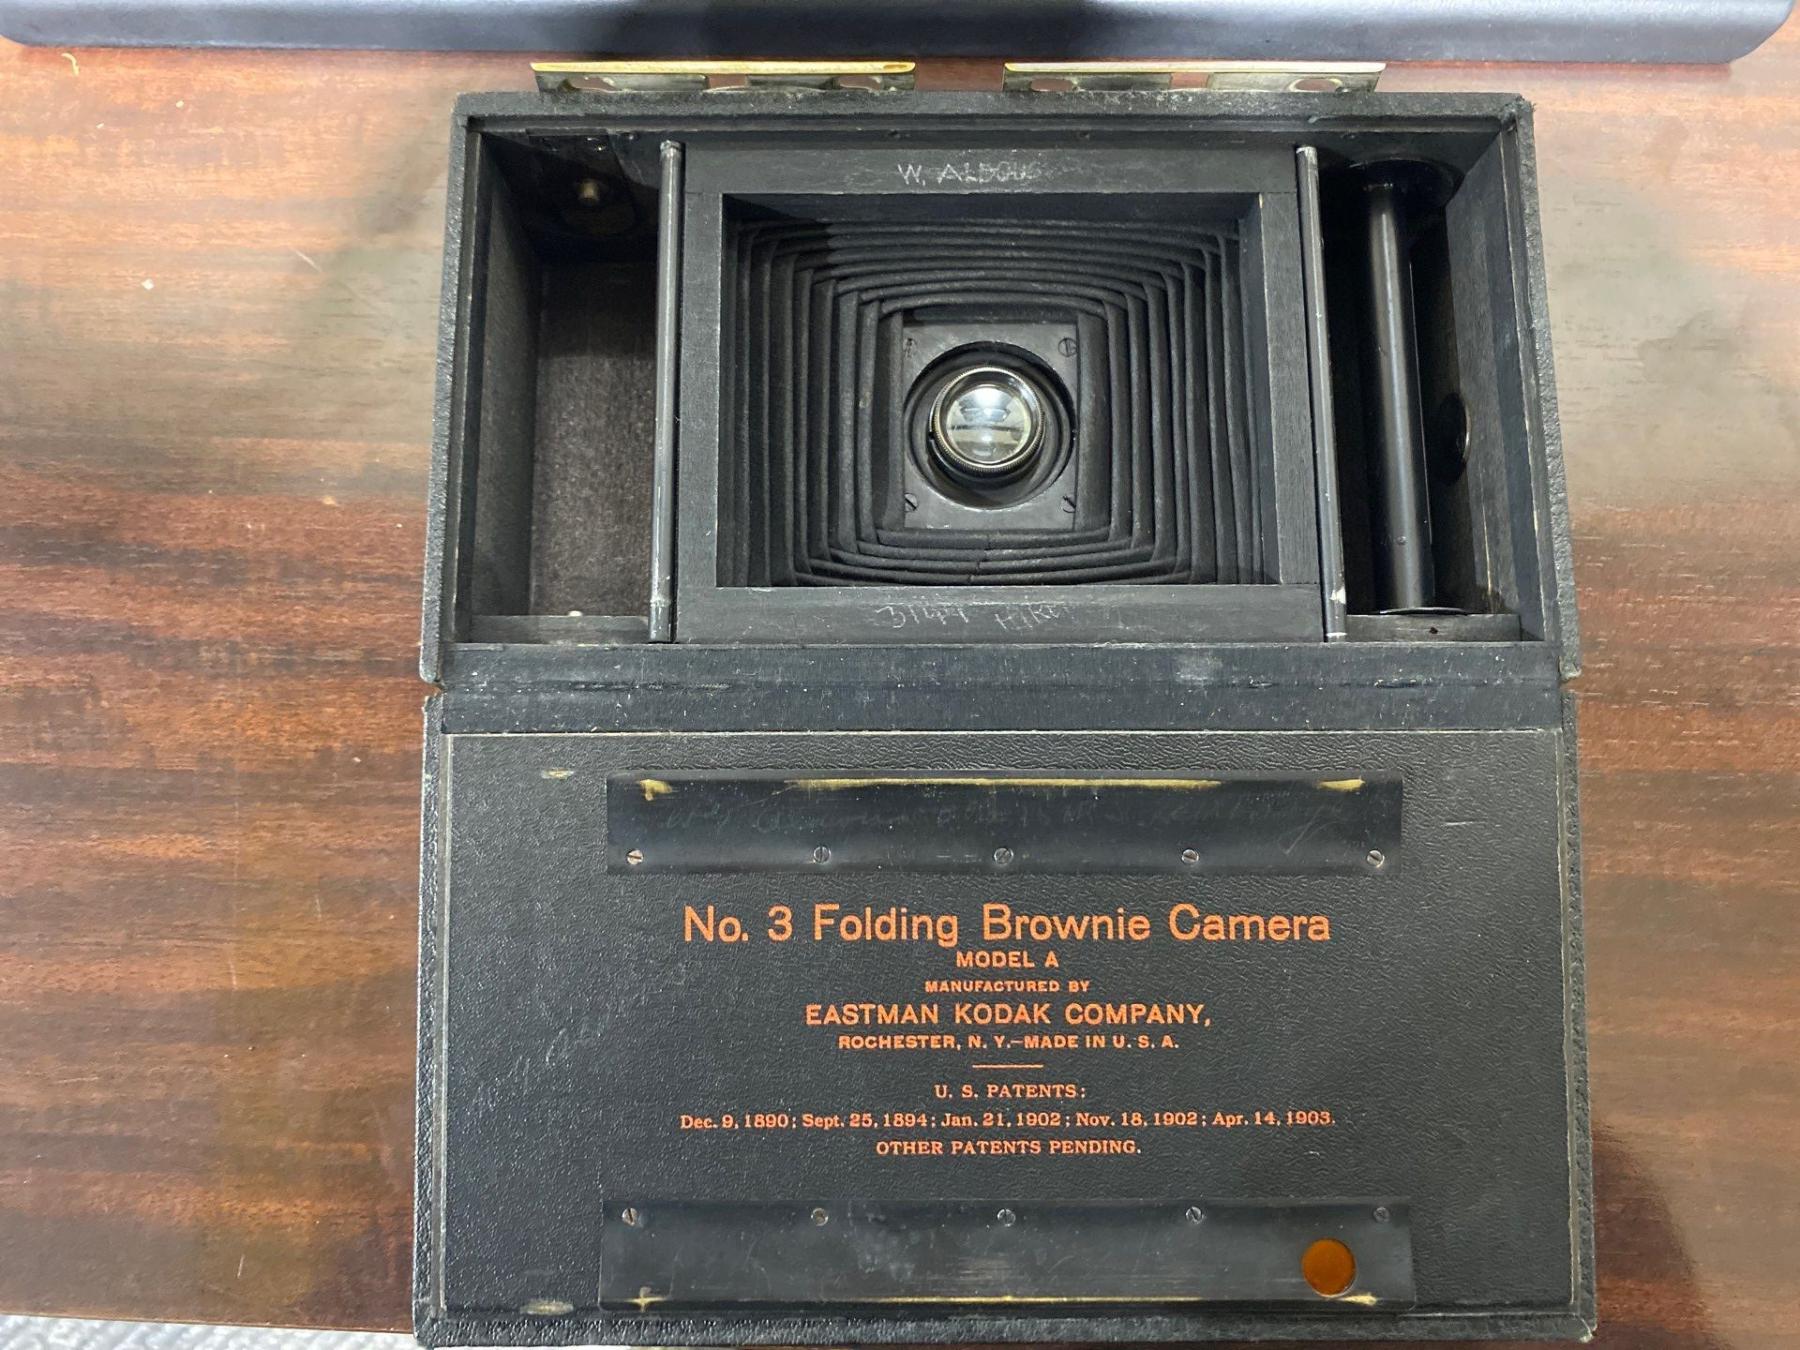 W. ALDOUS
No. 3 Folding Brownie Camera
MODEL A
MANUFACTURED BY
EASTMAN KODAK COMPANY,
ROCHESTER, N. Y.—MADE IN U. S. A.
U. S. PATENTS:
Dec. 9, 1890; Sept. 25, 1894; Jan. 21, 1902; Nov. 18, 1902; Apr. 14, 1903.
OTHER PATENTS PENDING.